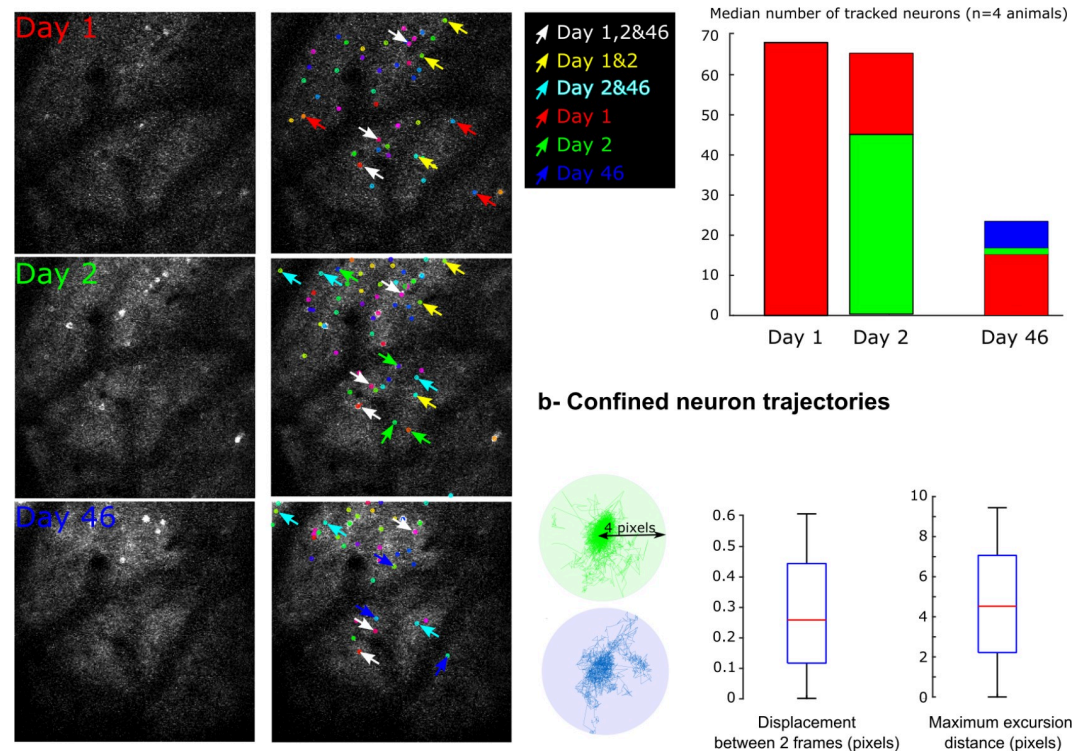 Day 1
Day 2
Day 46
Day 1,2&46
Day 1&2
Day 2&46
Day 1
Day 2
Day 46
Median number of tracked neurons (n=4 animals)
70
60
50
40
30
20
10
0
Day 1
Day 2
Day 46
b- Confined neuron trajectories
4 pixels
0.6
0.5
0.4
0.3
0.2
0.1
0
Displacement
between 2 frames (pixels)
10
8
6
4
2
0
Maximum excursion
distance (pixels)